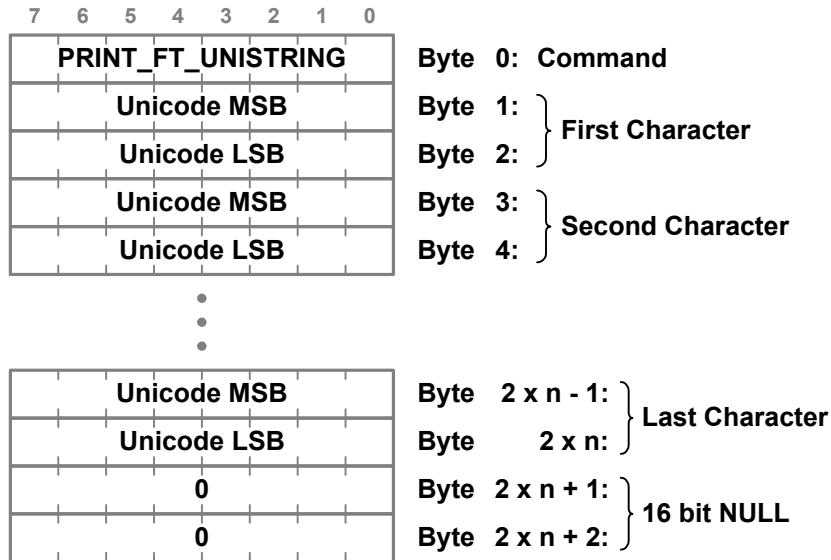 7 6 5 4 3 2 1 0
PRINT_FT_UNISTRING Byte 0: Command
Unicode MSB Byte 1:
First Character
Unicode LSB Byte 2:
Unicode MSB Byte 3:
Second Character
Unicode LSB Byte 4:
Unicode MSB Byte 2 x n - 1:
Last Character
Unicode LSB Byte 2 x n:
0 Byte 2 x n + 1:
16 bit NULL
0 Byte 2 x n + 2: